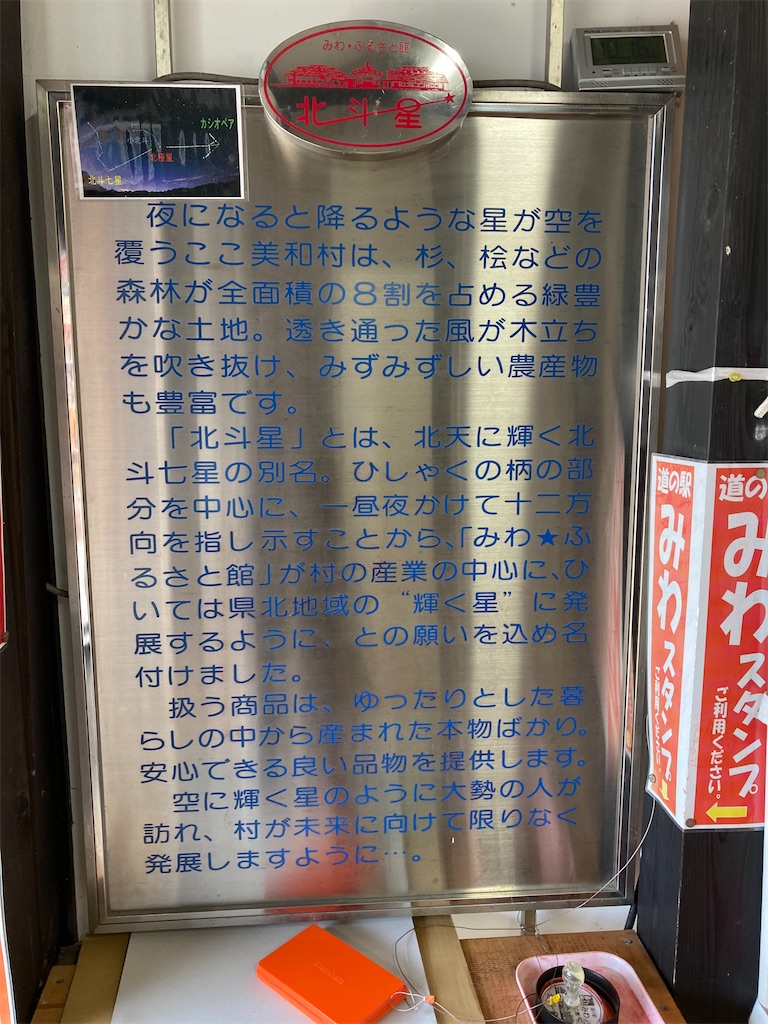 みわ・ふるさと館
北斗星
カシオペア
北極星
北斗七星
夜になると降るような星が空を
覆うここ美和村は、杉、桧などの
森林が全面積の8割を占める緑豊
かな土地。透き通った風が木立ち
を吹き抜け、みずみずしい農産物
も豊富です。
「北斗星」とは、北天に輝く北
斗七星の別名。ひしゃくの柄の部
分を中心に、一昼夜かけて十二方
向を指し示すことから、「みわ★ふ
るさと館」が村の産業の中心に、ひ
いては県北地域の“輝く星”に発
展するように、との願いを込め名
付けました。
扱う商品は、ゆったりとした暮
らしの中から産まれた本物ばかり。
安心できる良い品物を提供します。
空に輝く星のように大勢の人が
訪れ、村が未来に向けて限りなく
発展しますように…。
道の駅
みわスタンプ
道の
みわスタンプ
ご利用ください。